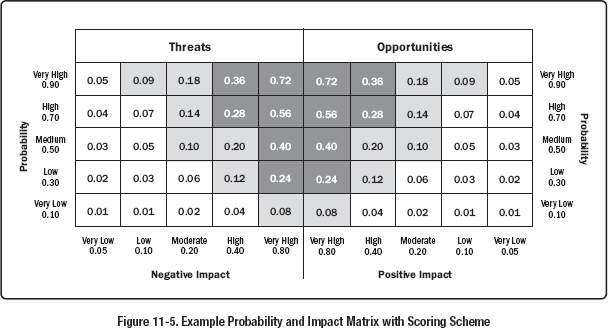 Threats Opportunities
Very High 0.90 0.05 0.09 0.18 0.36 0.72 0.72 0.36 0.18 0.09 0.05 Very High 0.90
High 0.70 0.04 0.07 0.14 0.28 0.56 0.56 0.28 0.14 0.07 0.04 High 0.70
Medium 0.50 0.03 0.05 0.10 0.20 0.40 0.40 0.20 0.10 0.05 0.03 Medium 0.50
Low 0.30 0.02 0.03 0.06 0.12 0.24 0.24 0.12 0.06 0.03 0.02 Low 0.30
Very Low 0.10 0.01 0.01 0.02 0.04 0.08 0.08 0.04 0.02 0.01 0.01 Very Low 0.10
Probability
Probability
Very Low Low Moderate High Very High Very High High Moderate Low Very Low
0.05 0.10 0.20 0.40 0.80 0.80 0.40 0.20 0.10 0.05
Negative Impact Positive Impact
Figure 11-5. Example Probability and Impact Matrix with Scoring Scheme